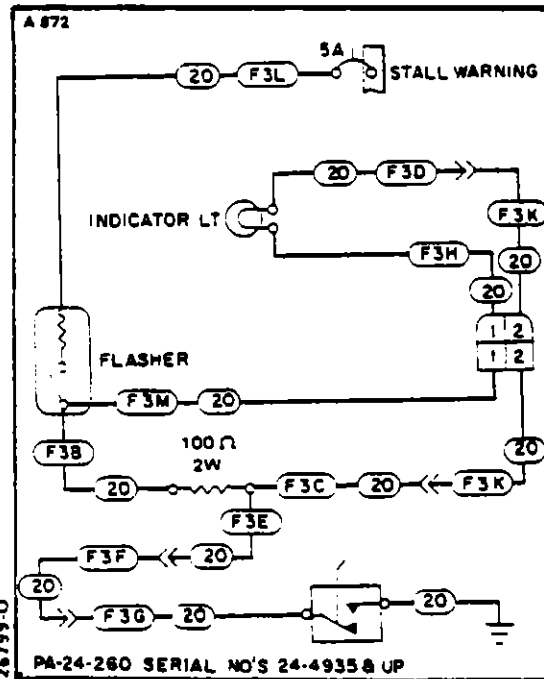 A 872
5A
20 F3L STALL WARNING
20 F3D
INDICATOR LT F3K
F3H 20
20
1 2
1 2
FLASHER
F3M 20
100 Ω
2W
F3B 20
20 F3C 20 F3K
F3E
F3F 20
20
F3G 20 20
26799-0
PA-24-260 SERIAL NO'S 24-4935 & UP